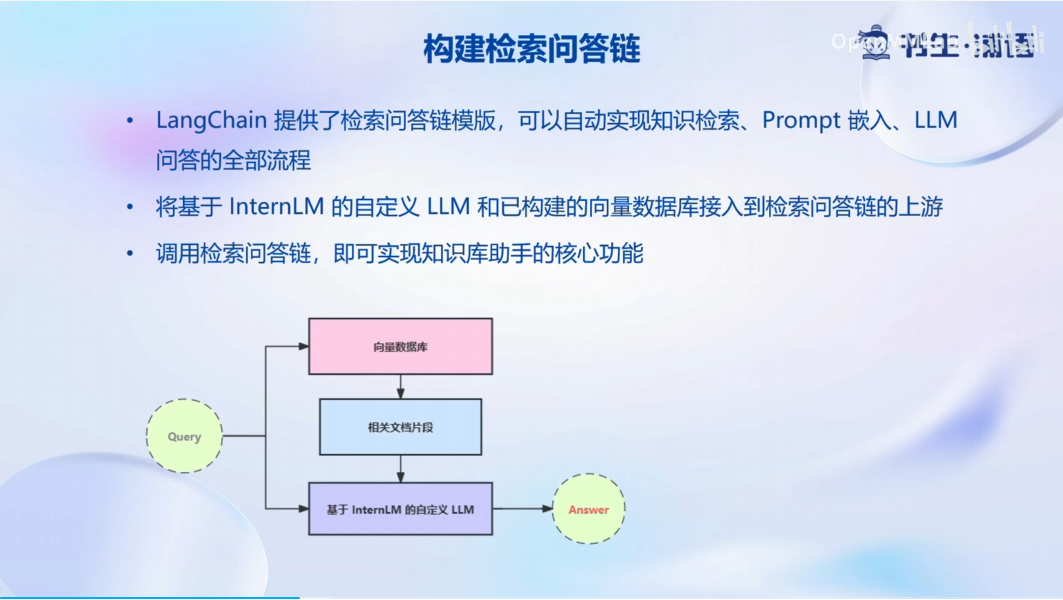 构建检索问答链
书生·浦语
• LangChain 提供了检索问答链模版，可以自动实现知识检索、Prompt 嵌入、LLM
问答的全部流程
• 将基于 InternLM 的自定义 LLM 和已构建的向量数据库接入到检索问答链的上游
• 调用检索问答链，即可实现知识库助手的核心功能
向量数据库
相关文档片段
Query
基于 InternLM 的自定义 LLM
Answer